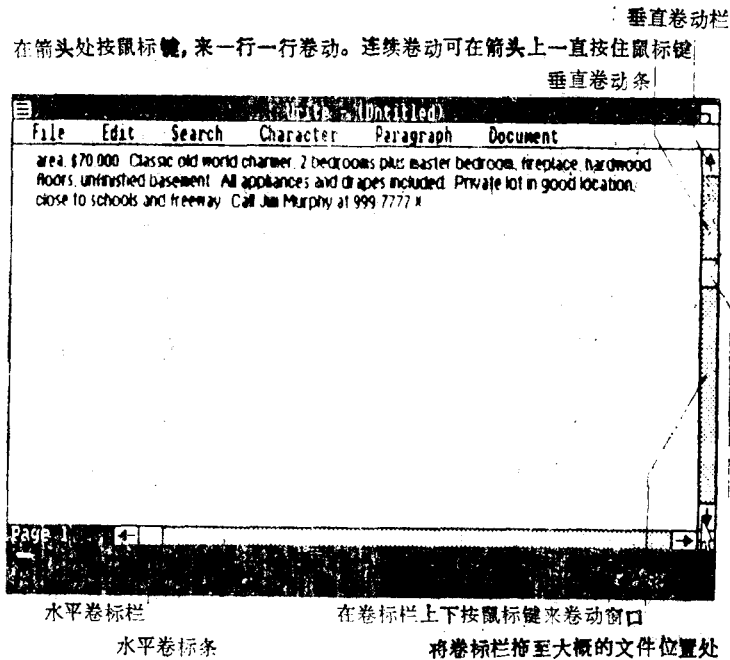 垂直卷动栏
在箭头处按鼠标键,来一行一行卷动。连续卷动可在箭头上一直按住鼠标键
垂直卷动条
Write - (Untitled)
File Edit Search Character Paragraph Document
area. $70.000. Classic old world charmer, 2 bedrooms plus master bedroom, fireplace, hardwood
floors, unfinished basement. All appliances and drapes included. Private lot in good location,
close to schools and freeway. Call Jim Murphy at 999 7777
Page 1
水平卷标栏
在卷标栏上下按鼠标键来卷动窗口
水平卷标条
将卷标栏拖至大概的文件位置处